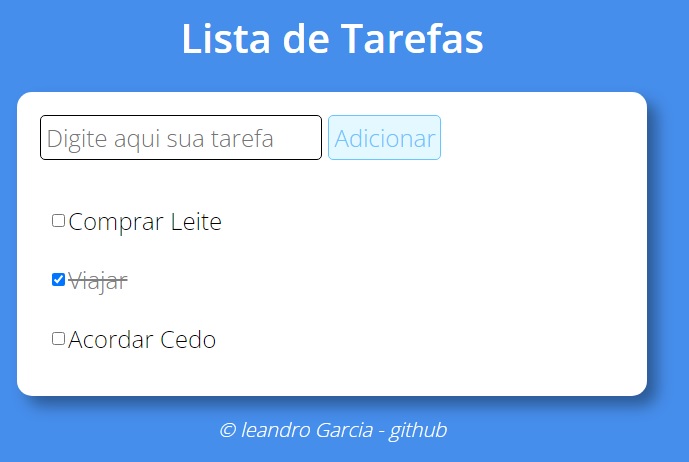 Lista de Tarefas
Digite aqui sua tarefa Adicionar
Comprar Leite
Viajar
Acordar Cedo
© leandro Garcia - github